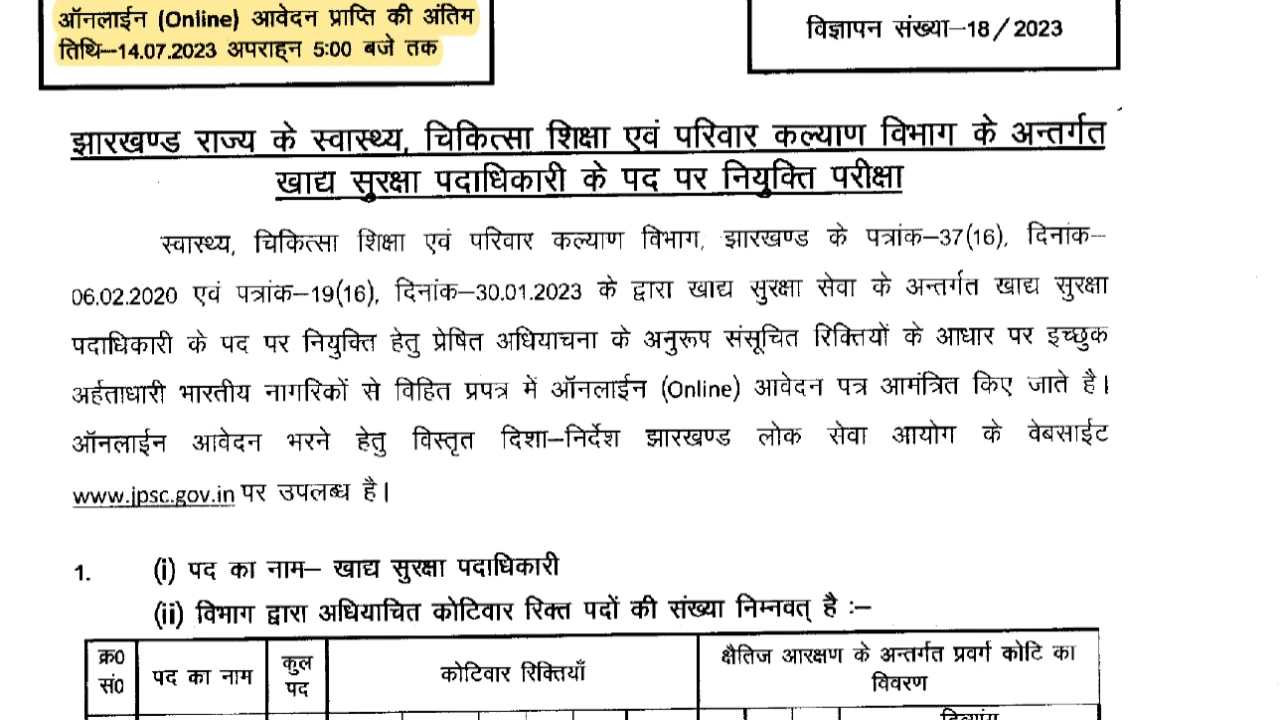 ऑनलाईन (Online) आवेदन प्राप्ति की अंतिम
तिथि–14.07.2023 अपराह्न 5:00 बजे तक
विज्ञापन संख्या–18/2023
झारखण्ड राज्य के स्वास्थ्य, चिकित्सा शिक्षा एवं परिवार कल्याण विभाग के अन्तर्गत
खाद्य सुरक्षा पदाधिकारी के पद पर नियुक्ति परीक्षा
स्वास्थ्य, चिकित्सा शिक्षा एवं परिवार कल्याण विभाग, झारखण्ड के पत्रांक–37(16), दिनांक–
06.02.2020 एवं पत्रांक–19(16), दिनांक–30.01.2023 के द्वारा खाद्य सुरक्षा सेवा के अन्तर्गत खाद्य सुरक्षा
पदाधिकारी के पद पर नियुक्ति हेतु प्रेषित अधियाचना के अनुरूप संसूचित रिक्तियों के आधार पर इच्छुक
अर्हताधारी भारतीय नागरिकों से विहित प्रपत्र में ऑनलाईन (Online) आवेदन पत्र आमंत्रित किए जाते है।
ऑनलाईन आवेदन भरने हेतु विस्तृत दिशा–निर्देश झारखण्ड लोक सेवा आयोग के वेबसाईट
www.jpsc.gov.in पर उपलब्ध है।
1. (i) पद का नाम– खाद्य सुरक्षा पदाधिकारी
(ii) विभाग द्वारा अधियाचित कोटिवार रिक्त पदों की संख्या निम्नवत् है :–
क्र0 सं0
पद का नाम
कुल पद
कोटिवार रिक्तियाँ
क्षैतिज आरक्षण के अन्तर्गत प्रवर्ग कोटि का
विवरण